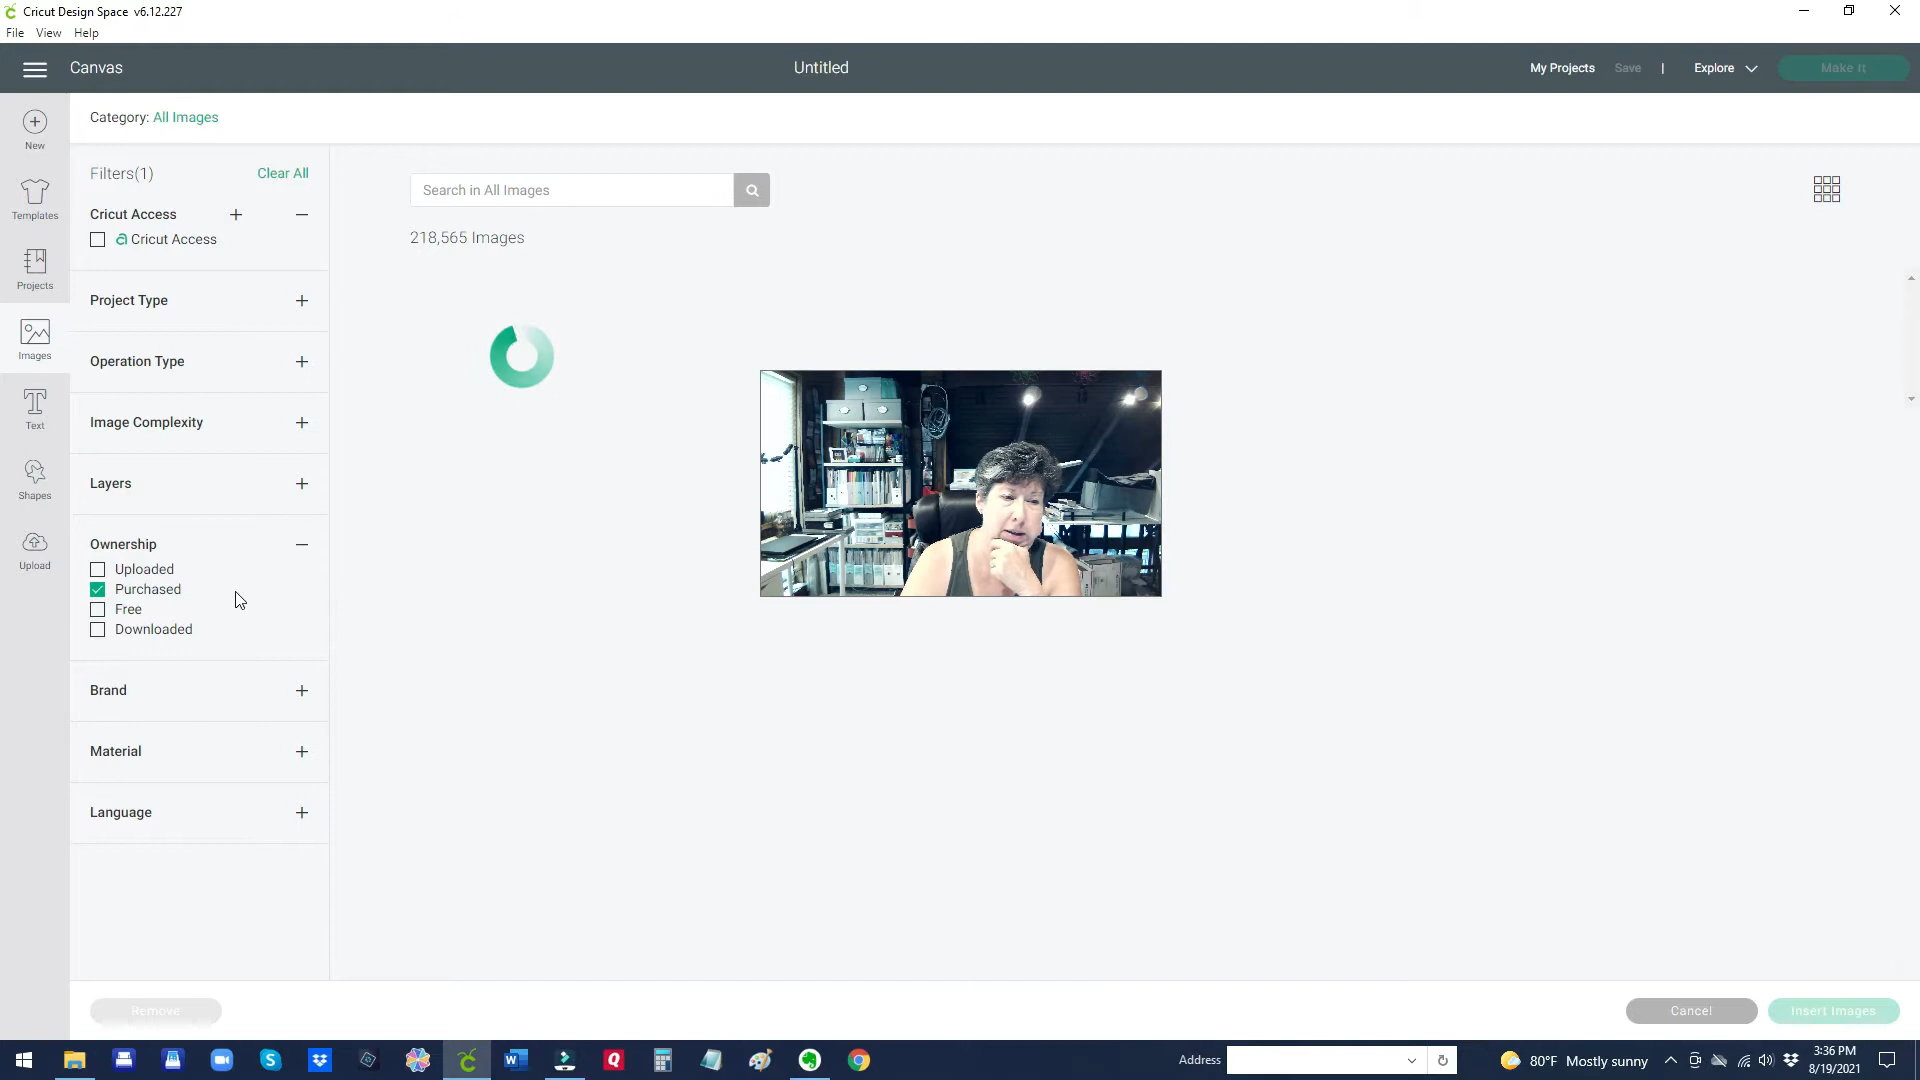 Cricut Design Space v6.12.227
File View Help
Canvas
Untitled
My Projects Save | Explore Make It
New
Templates
Projects
Images
Text
Shapes
Upload
Category: All Images
Filters(1) Clear All
Cricut Access
Cricut Access
Project Type
Operation Type
Image Complexity
Layers
Ownership
Uploaded
Purchased
Free
Downloaded
Brand
Material
Language
Search in All Images
218,565 Images
Remove
Cancel Insert Images
Address
80°F Mostly sunny
3:36 PM
8/19/2021